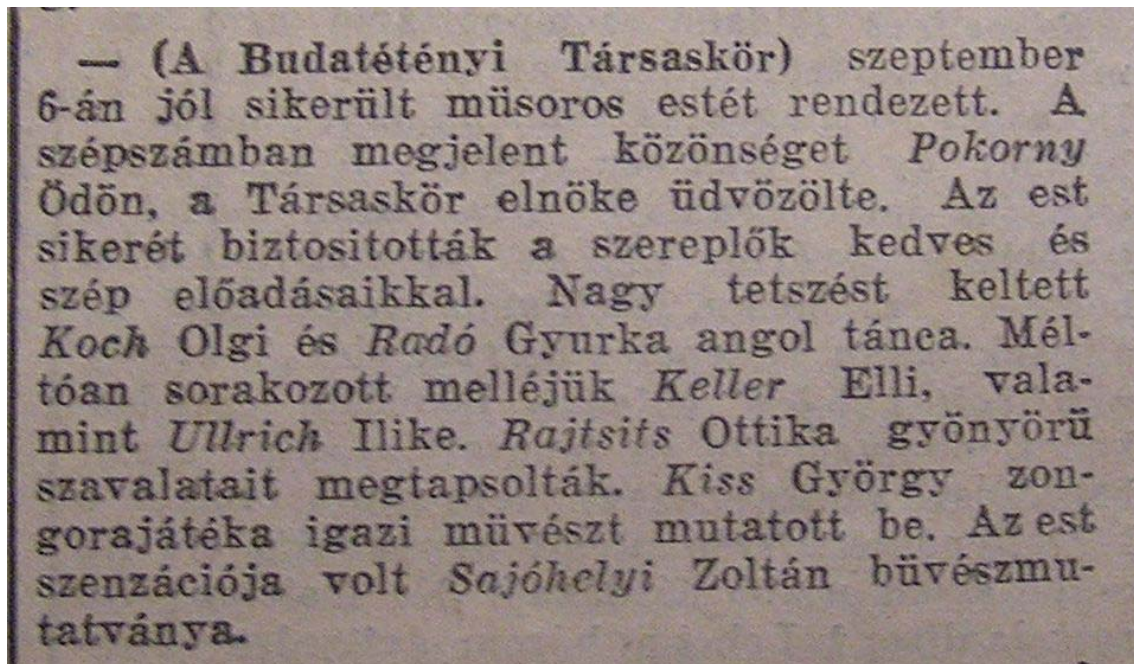 — (A Budatétényi Társaskör) szeptember
6-án jól sikerült müsoros estét rendezett. A
szépszámban megjelent közönséget Pokorny
Ödön, a Társaskör elnöke üdvözölte. Az est
sikerét biztositották a szereplők kedves és
szép előadásaikkal. Nagy tetszést keltett
Koch Olgi és Radó Gyurka angol tánca. Mél-
tóan sorakozott melléjük Keller Elli, vala-
mint Ullrich Ilike. Rajtsits Ottika gyönyörü
szavalatait megtapsolták. Kiss György zon-
gorajátéka igazi müvészt mutatott be. Az est
szenzációja volt Sajóhelyi Zoltán büvészmu-
tatványa.